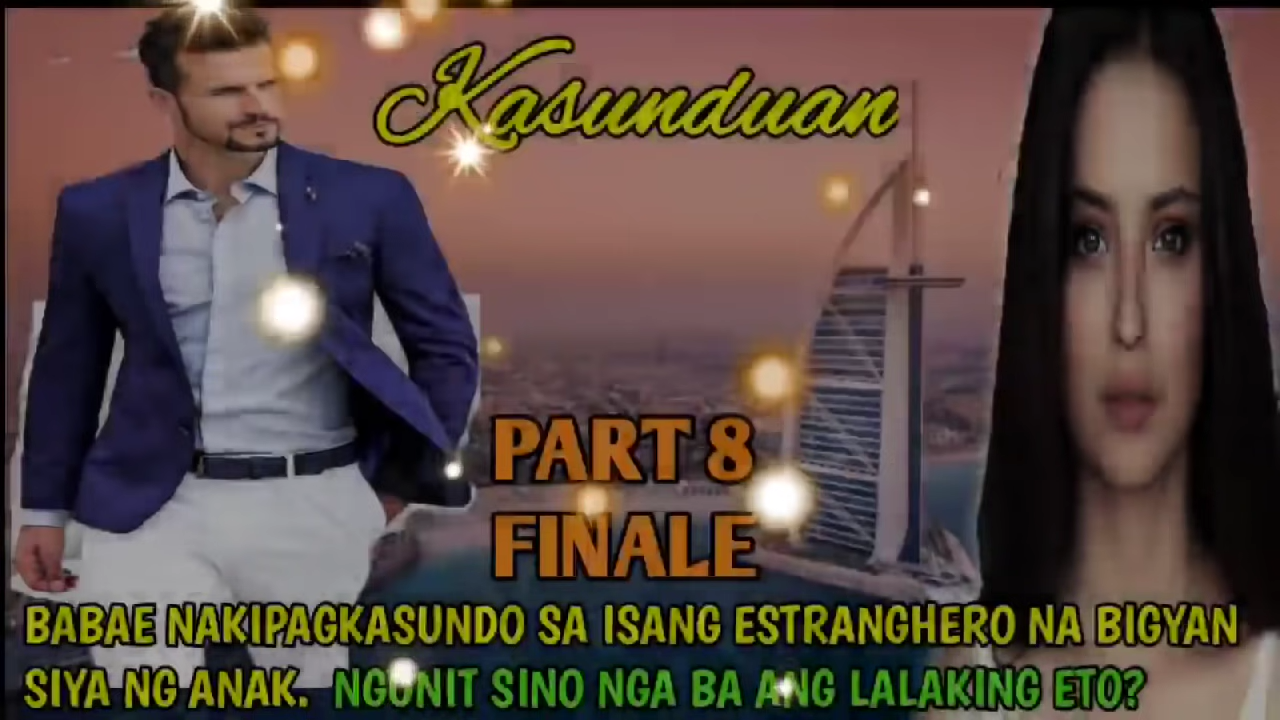 Kasunduan
PART 8
FINALE
BABAE NAKIPAGKASUNDO SA ISANG ESTRANGHERO NA BIGYAN
SIYA NG ANAK. NGUNIT SINO NGA BA ANG LALAKING ETO?